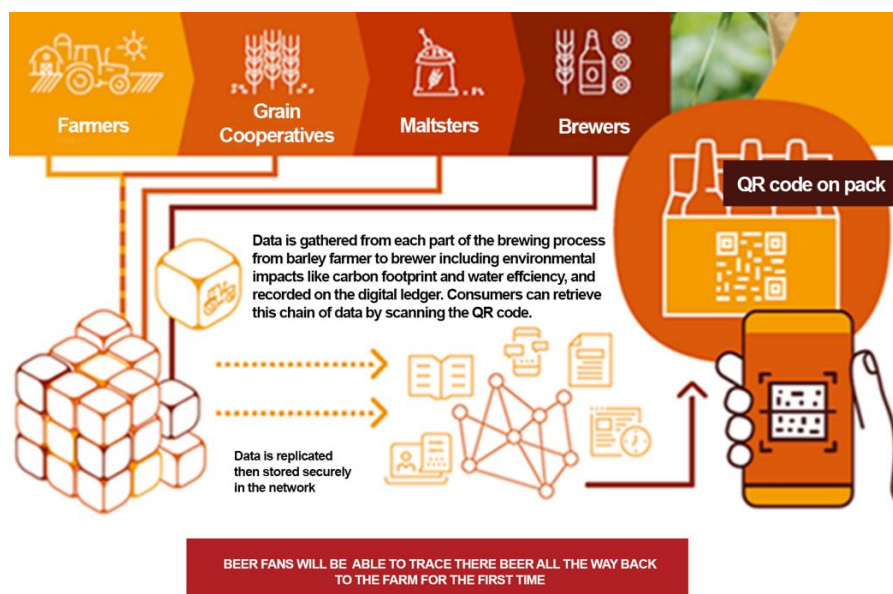 Farmers
Grain
Cooperatives
Maltsters
Brewers
QR code on pack
Data is gathered from each part of the brewing process
from barley farmer to brewer including environmental
impacts like carbon footprint and water effciency, and
recorded on the digital ledger. Consumers can retrieve
this chain of data by scanning the QR code.
Data is replicated
then stored securely
in the network
BEER FANS WILL BE ABLE TO TRACE THERE BEER ALL THE WAY BACK
TO THE FARM FOR THE FIRST TIME